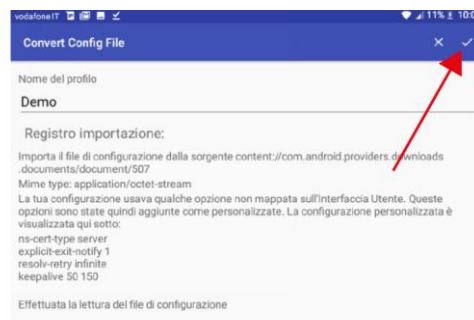 vodafone IT 11% 10:0
Convert Config File
Nome del profilo
Demo
Registro importazione:
Importa il file di configurazione dalla sorgente content://com.android.providers.downloads
.documents/document/507
Mime type: application/octet-stream
La tua configurazione usava qualche opzione non mappata sull'Interfaccia Utente. Queste
opzioni sono state quindi aggiunte come personalizzate. La configurazione personalizzata è
visualizzata qui sotto:
ns-cert-type server
explicit-exit-notify 1
resolv-retry infinite
keepalive 50 150
Effettuata la lettura del file di configurazione